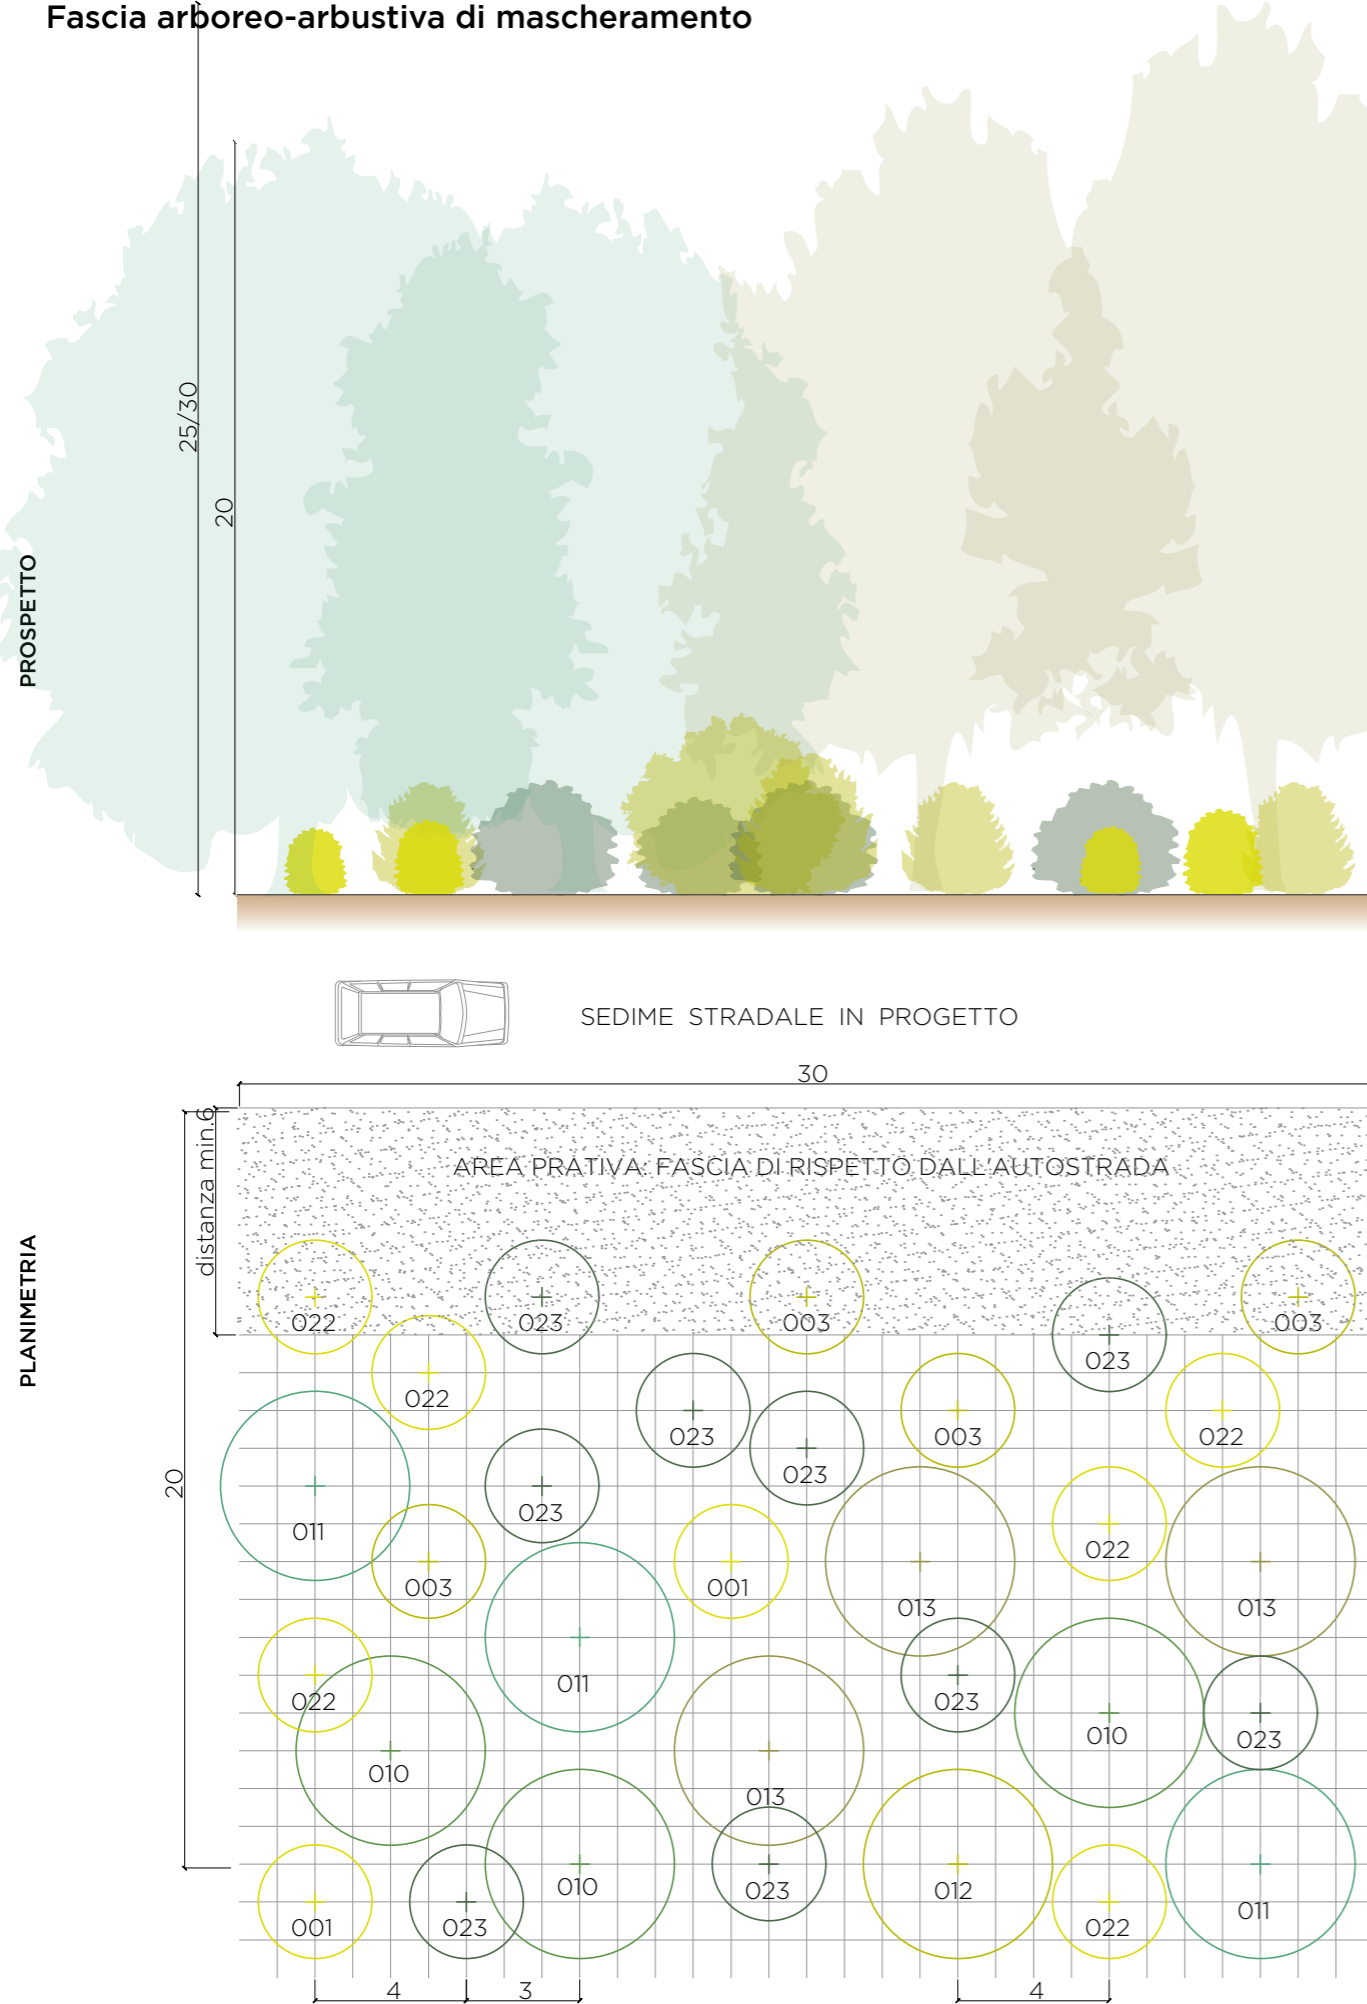 Fascia arboreo-arbustiva di mascheramento
25/30
20
PROSPETTO
SEDIME STRADALE IN PROGETTO
30
distanza min.6
AREA PRATIVA: FASCIA DI RISPETTO DALL'AUTOSTRADA
PLANIMETRIA
022 023 003 003
023
022
023 003 022
023
20
023
011
022
003 001
013 013
011
022 023
010 023
010
013
010 012
023
011
001 023 022
4 3 4